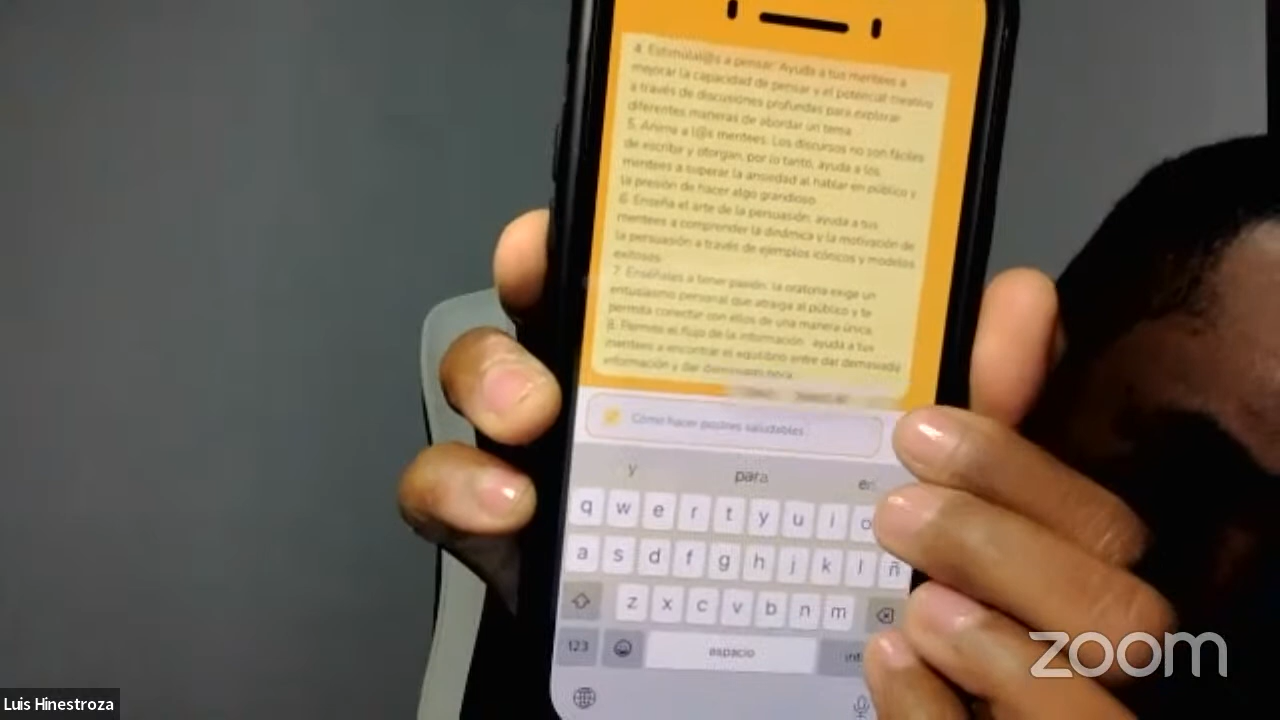 4. Estimulal@s a pensar: Ayuda a tus mentees a
mejorar la capacidad de pensar y el potencial creativo
a través de discusiones profundas para explorar
diferentes maneras de abordar un tema
5. Anima a l@s mentees: Los discursos no son fáciles
de escribir y otorgan, por lo tanto, ayuda a los
mentees a superar la ansiedad al hablar en público y
la presión de hacer algo grandioso
6. Enseña el arte de la persuasión: ayuda a tus
mentees a comprender la dinámica y la motivación de
la persuasión a través de ejemplos icónicos y modelos
exitosos.
7. Enséñales a tener pasión: la oratoria exige un
entusiasmo personal que atraiga al público y te
permita conectar con ellos de una manera única.
8. Permite el flujo de la información: ayuda a tus
mentees a encontrar el equilibrio entre dar demasiada
información y dar
Cómo hacer postres saludables
y para en
q w e r t y u i o
a s d f g h j k l ñ
z x c v b n m
123 espacio
zoom
Luis Hinestroza